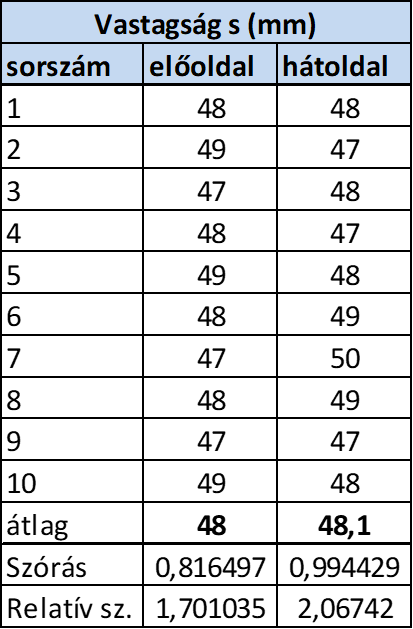 Vastagság s (mm)
sorszám előoldal hátoldal
1 48 48
2 49 47
3 47 48
4 48 47
5 49 48
6 48 49
7 47 50
8 48 49
9 47 47
10 49 48
átlag 48 48,1
Szórás 0,816497 0,994429
Relatív sz. 1,701035 2,06742